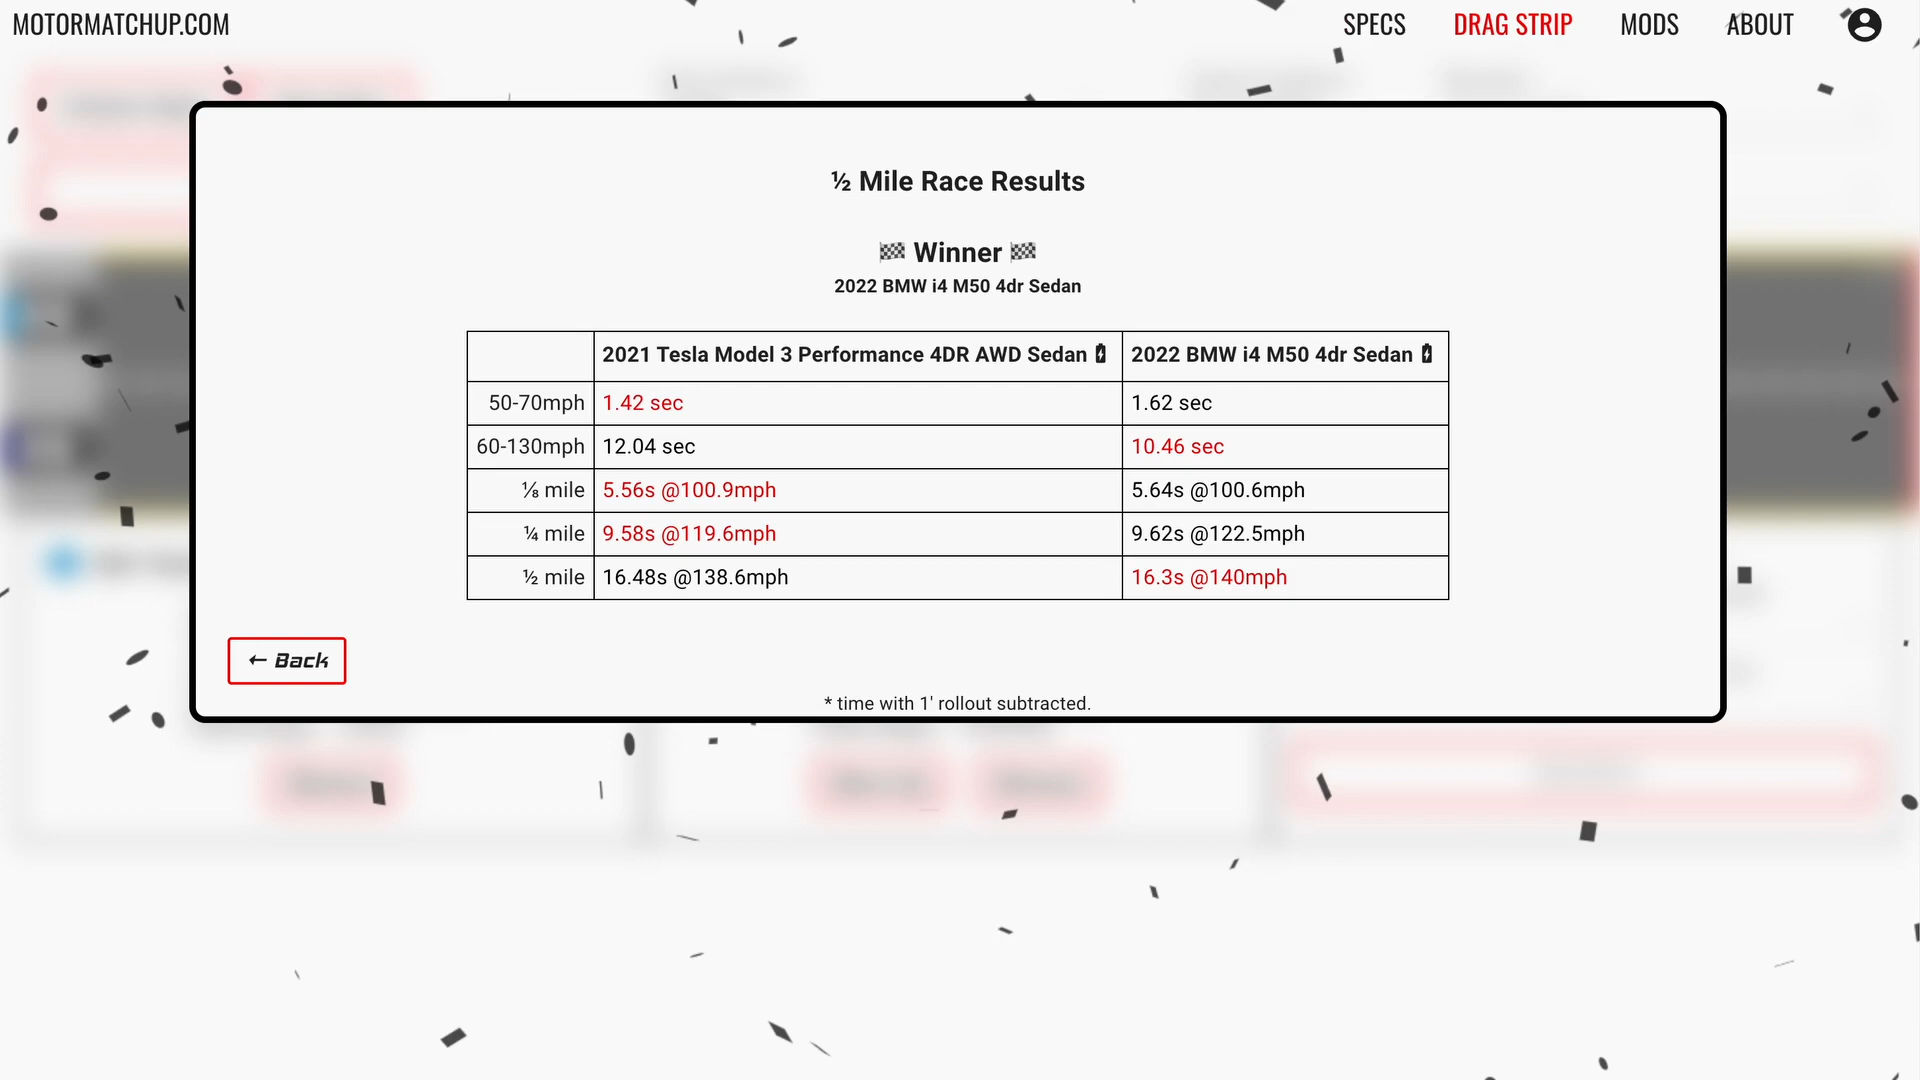 MOTORMATCHUP.COM
SPECS
DRAG STRIP
MODS
ABOUT
½ Mile Race Results
🏁 Winner 🏁
2022 BMW i4 M50 4dr Sedan
2021 Tesla Model 3 Performance 4DR AWD Sedan 2022 BMW i4 M50 4dr Sedan
50-70mph 1.42 sec 1.62 sec
60-130mph 12.04 sec 10.46 sec
⅛ mile 5.56s @100.9mph 5.64s @100.6mph
¼ mile 9.58s @119.6mph 9.62s @122.5mph
½ mile 16.48s @138.6mph 16.3s @140mph
← Back
* time with 1' rollout subtracted.